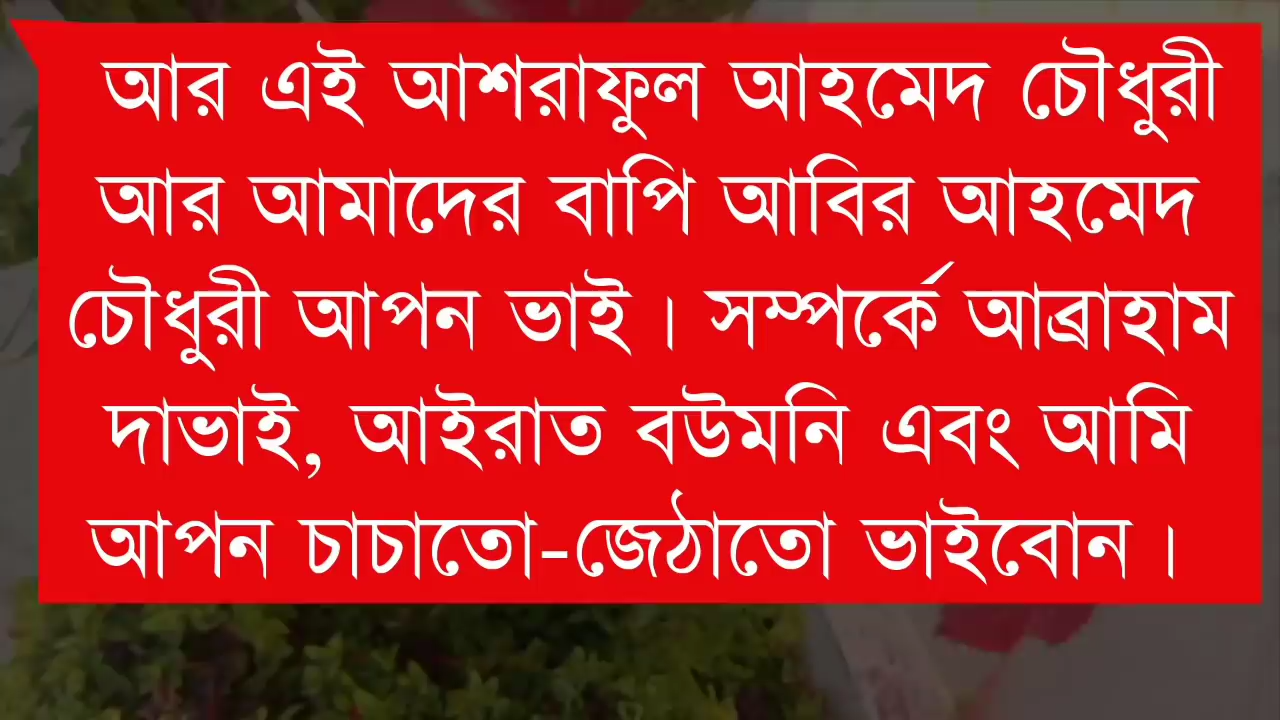 আর এই আশরাফুল আহমেদ চৌধুরী
আর আমাদের বাপি আবির আহমেদ
চৌধুরী আপন ভাই। সম্পর্কে আব্রাহাম
দাভাই, আইরাত বউমনি এবং আমি
আপন চাচাতো-জেঠাতো ভাইবোন।